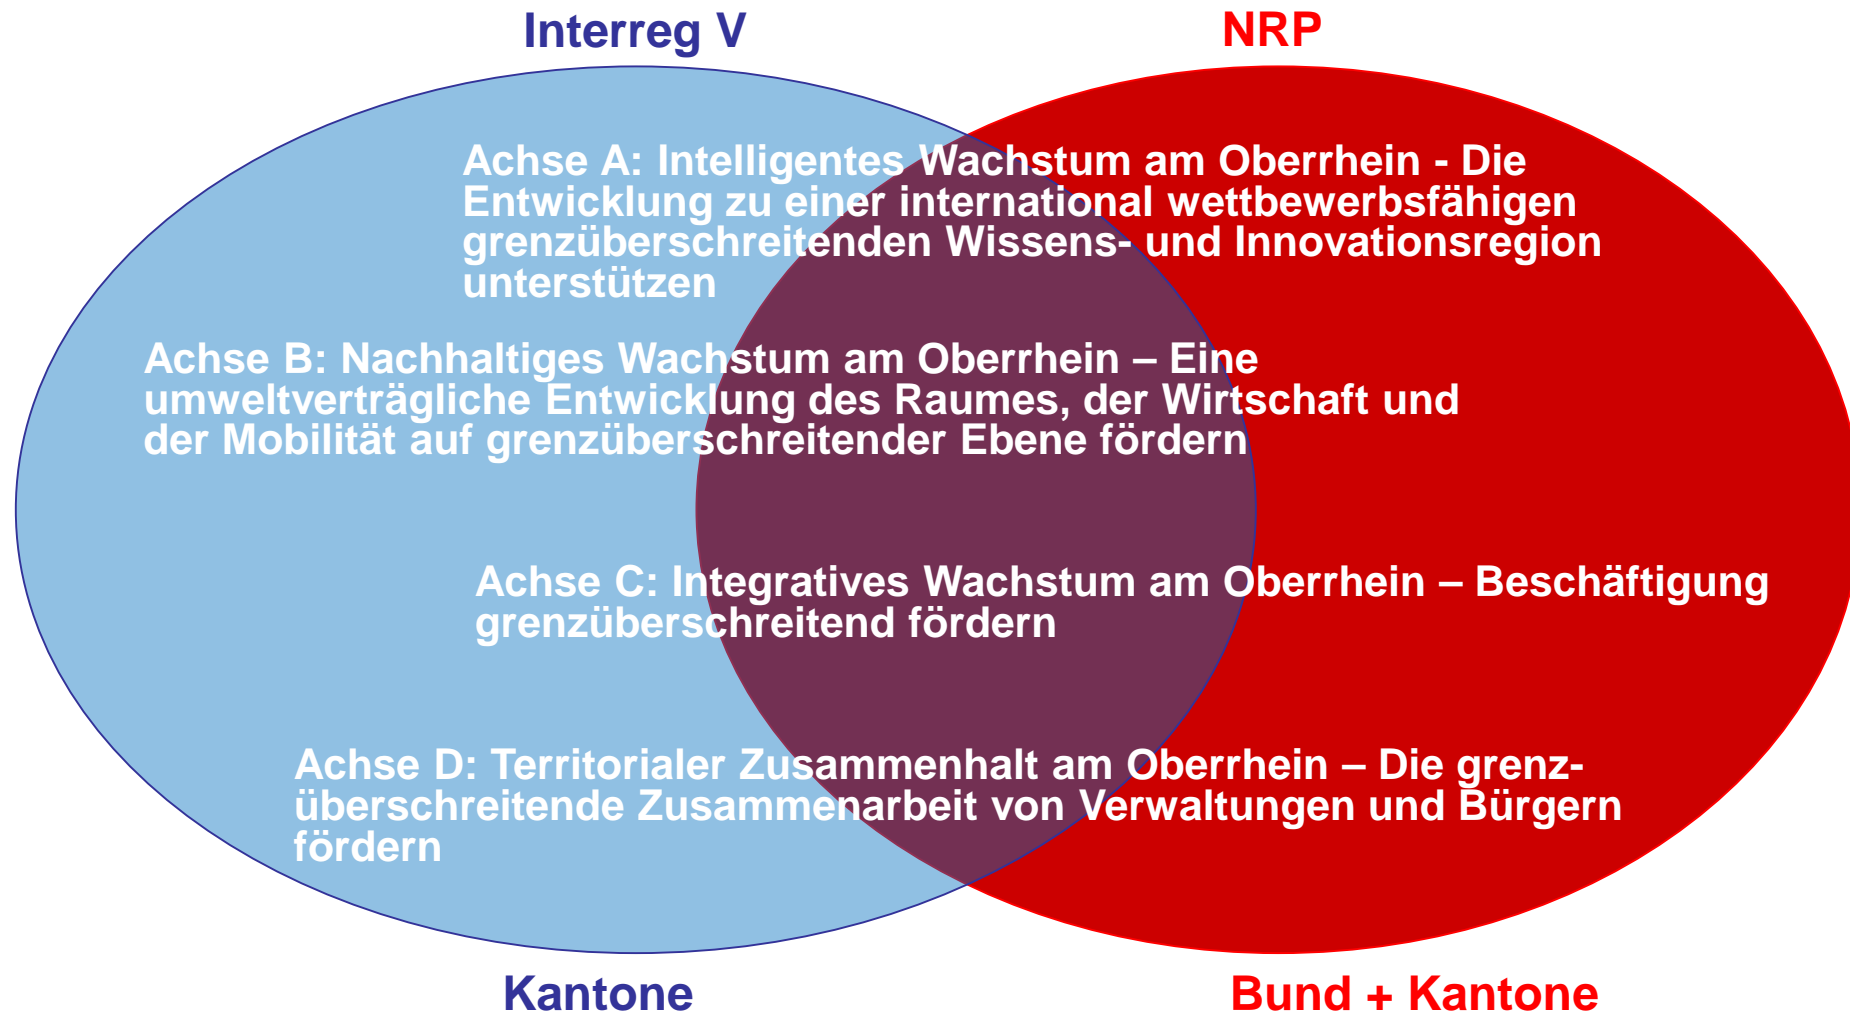 Interreg V
NRP
Achse A: Intelligentes Wachstum am Oberrhein - Die
Entwicklung zu einer international wettbewerbsfähigen
grenzüberschreitenden Wissens- und Innovationsregion
unterstützen
Achse B: Nachhaltiges Wachstum am Oberrhein – Eine
umweltverträgliche Entwicklung des Raumes, der Wirtschaft und
der Mobilität auf grenzüberschreitender Ebene fördern
Achse C: Integratives Wachstum am Oberrhein – Beschäftigung
grenzüberschreitend fördern
Achse D: Territorialer Zusammenhalt am Oberrhein – Die grenz-
überschreitende Zusammenarbeit von Verwaltungen und Bürgern
fördern
Kantone
Bund + Kantone